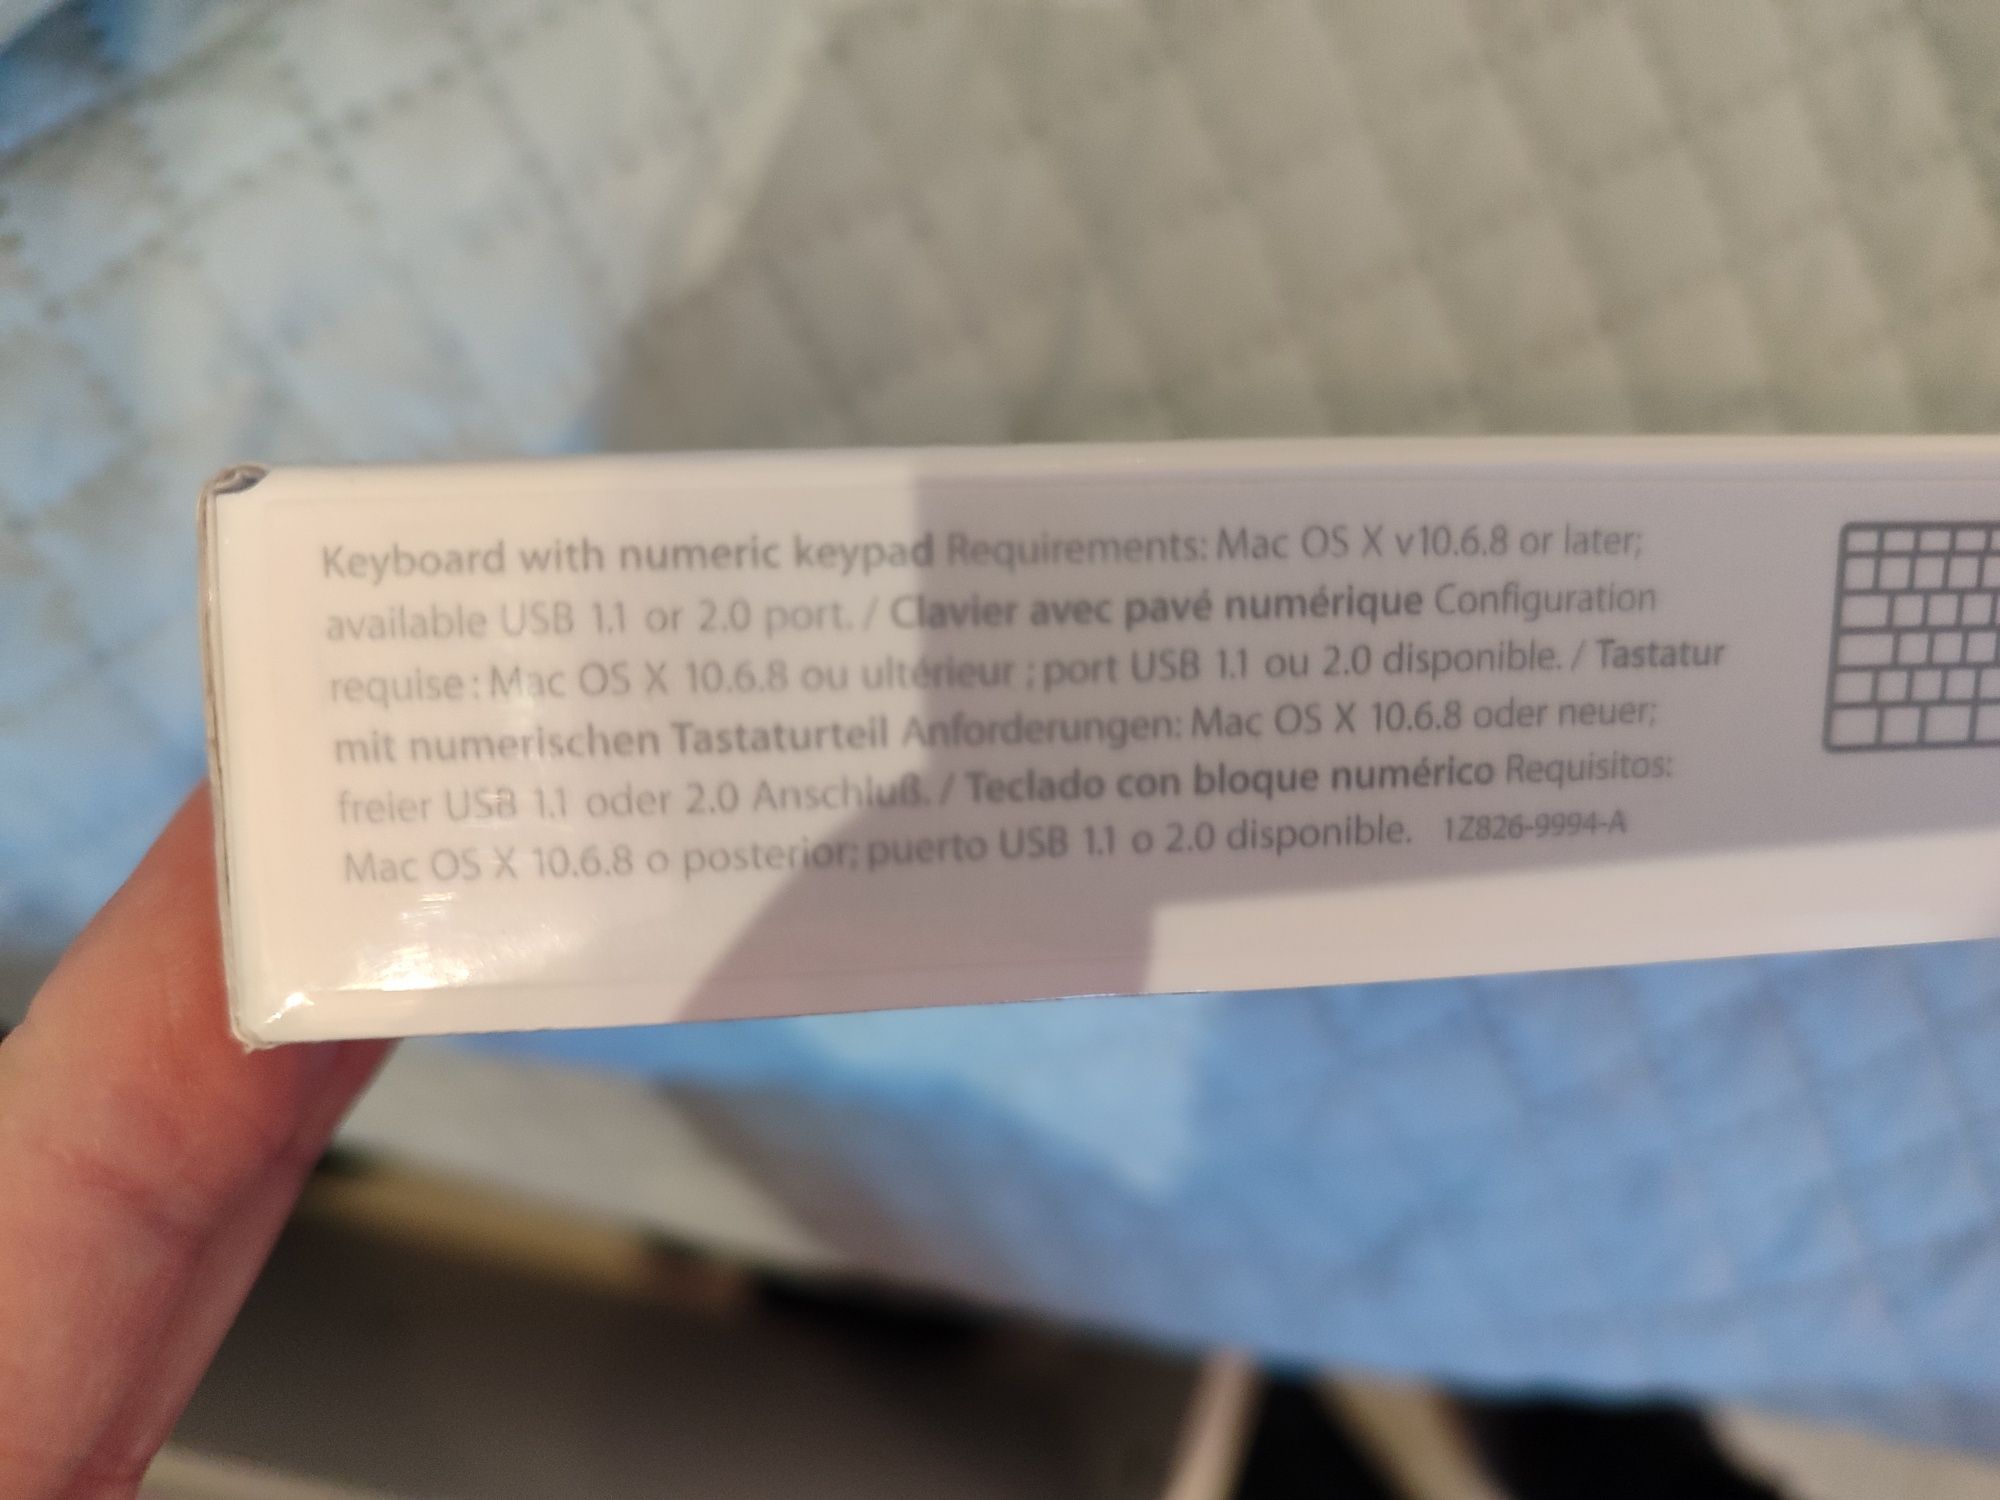 Keyboard with numeric keypad Requirements: Mac OS X v10.6.8 or later;
available USB 1.1 or 2.0 port. / Clavier avec pavé numérique Configuration
requise : Mac OS X 10.6.8 ou ultérieur ; port USB 1.1 ou 2.0 disponible. / Tastatur
mit numerischen Tastaturteil Anforderungen: Mac OS X 10.6.8 oder neuer;
freier USB 1.1 oder 2.0 Anschluß. / Teclado con bloque numérico Requisitos:
Mac OS X 10.6.8 o posterior; puerto USB 1.1 o 2.0 disponible. 1Z826-9994-A